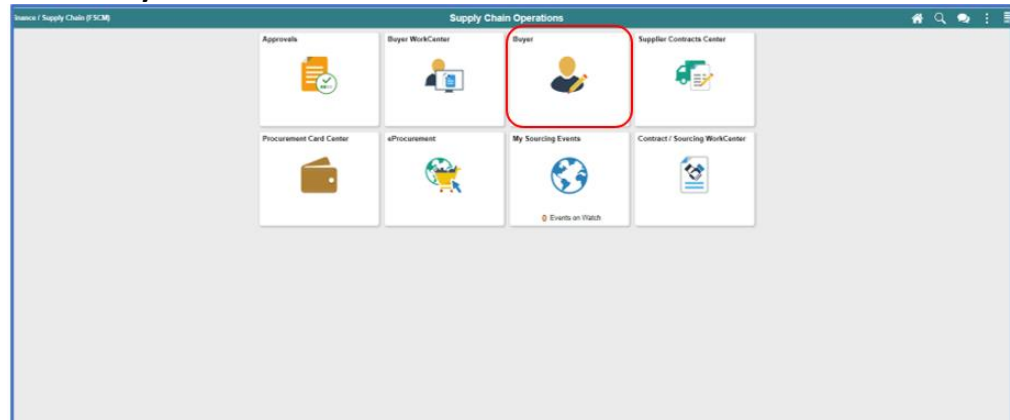 inance / Supply Chain (FSCM)
Supply Chain Operations
Approvals
Buyer WorkCenter
Buyer
Supplier Contracts Center
Procurement Card Center
eProcurement
My Sourcing Events
Contract / Sourcing WorkCenter
0 Events on Watch